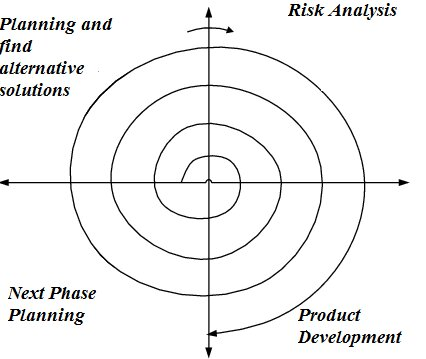 Planning and
find
alternative
solutions
Risk Analysis
Next Phase
Planning
Product
Development